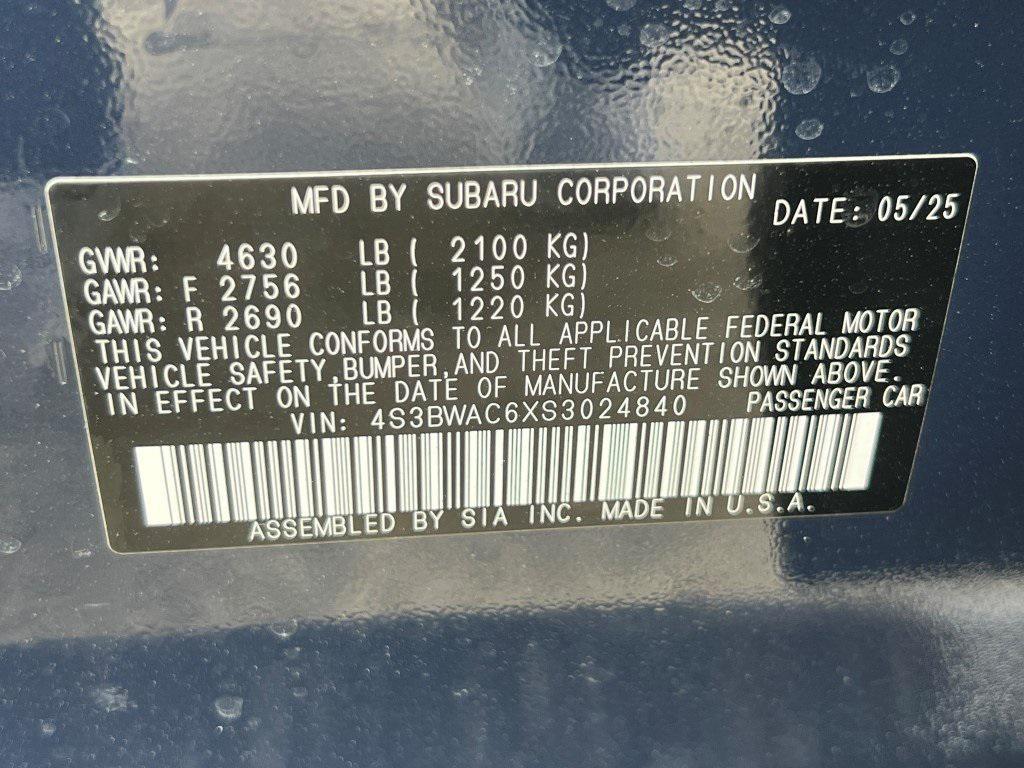 MFD BY SUBARU CORPORATION DATE: 05/25
GVWR: 4630 LB ( 2100 KG)
GAWR: F 2756 LB ( 1250 KG)
GAWR: R 2690 LB ( 1220 KG)
THIS VEHICLE CONFORMS TO ALL APPLICABLE FEDERAL MOTOR
VEHICLE SAFETY,BUMPER,AND THEFT PREVENTION STANDARDS
IN EFFECT ON THE DATE OF MANUFACTURE SHOWN ABOVE.
VIN: 4S3BWAC6XS3024840 PASSENGER CAR
ASSEMBLED BY SIA INC. MADE IN U.S.A.